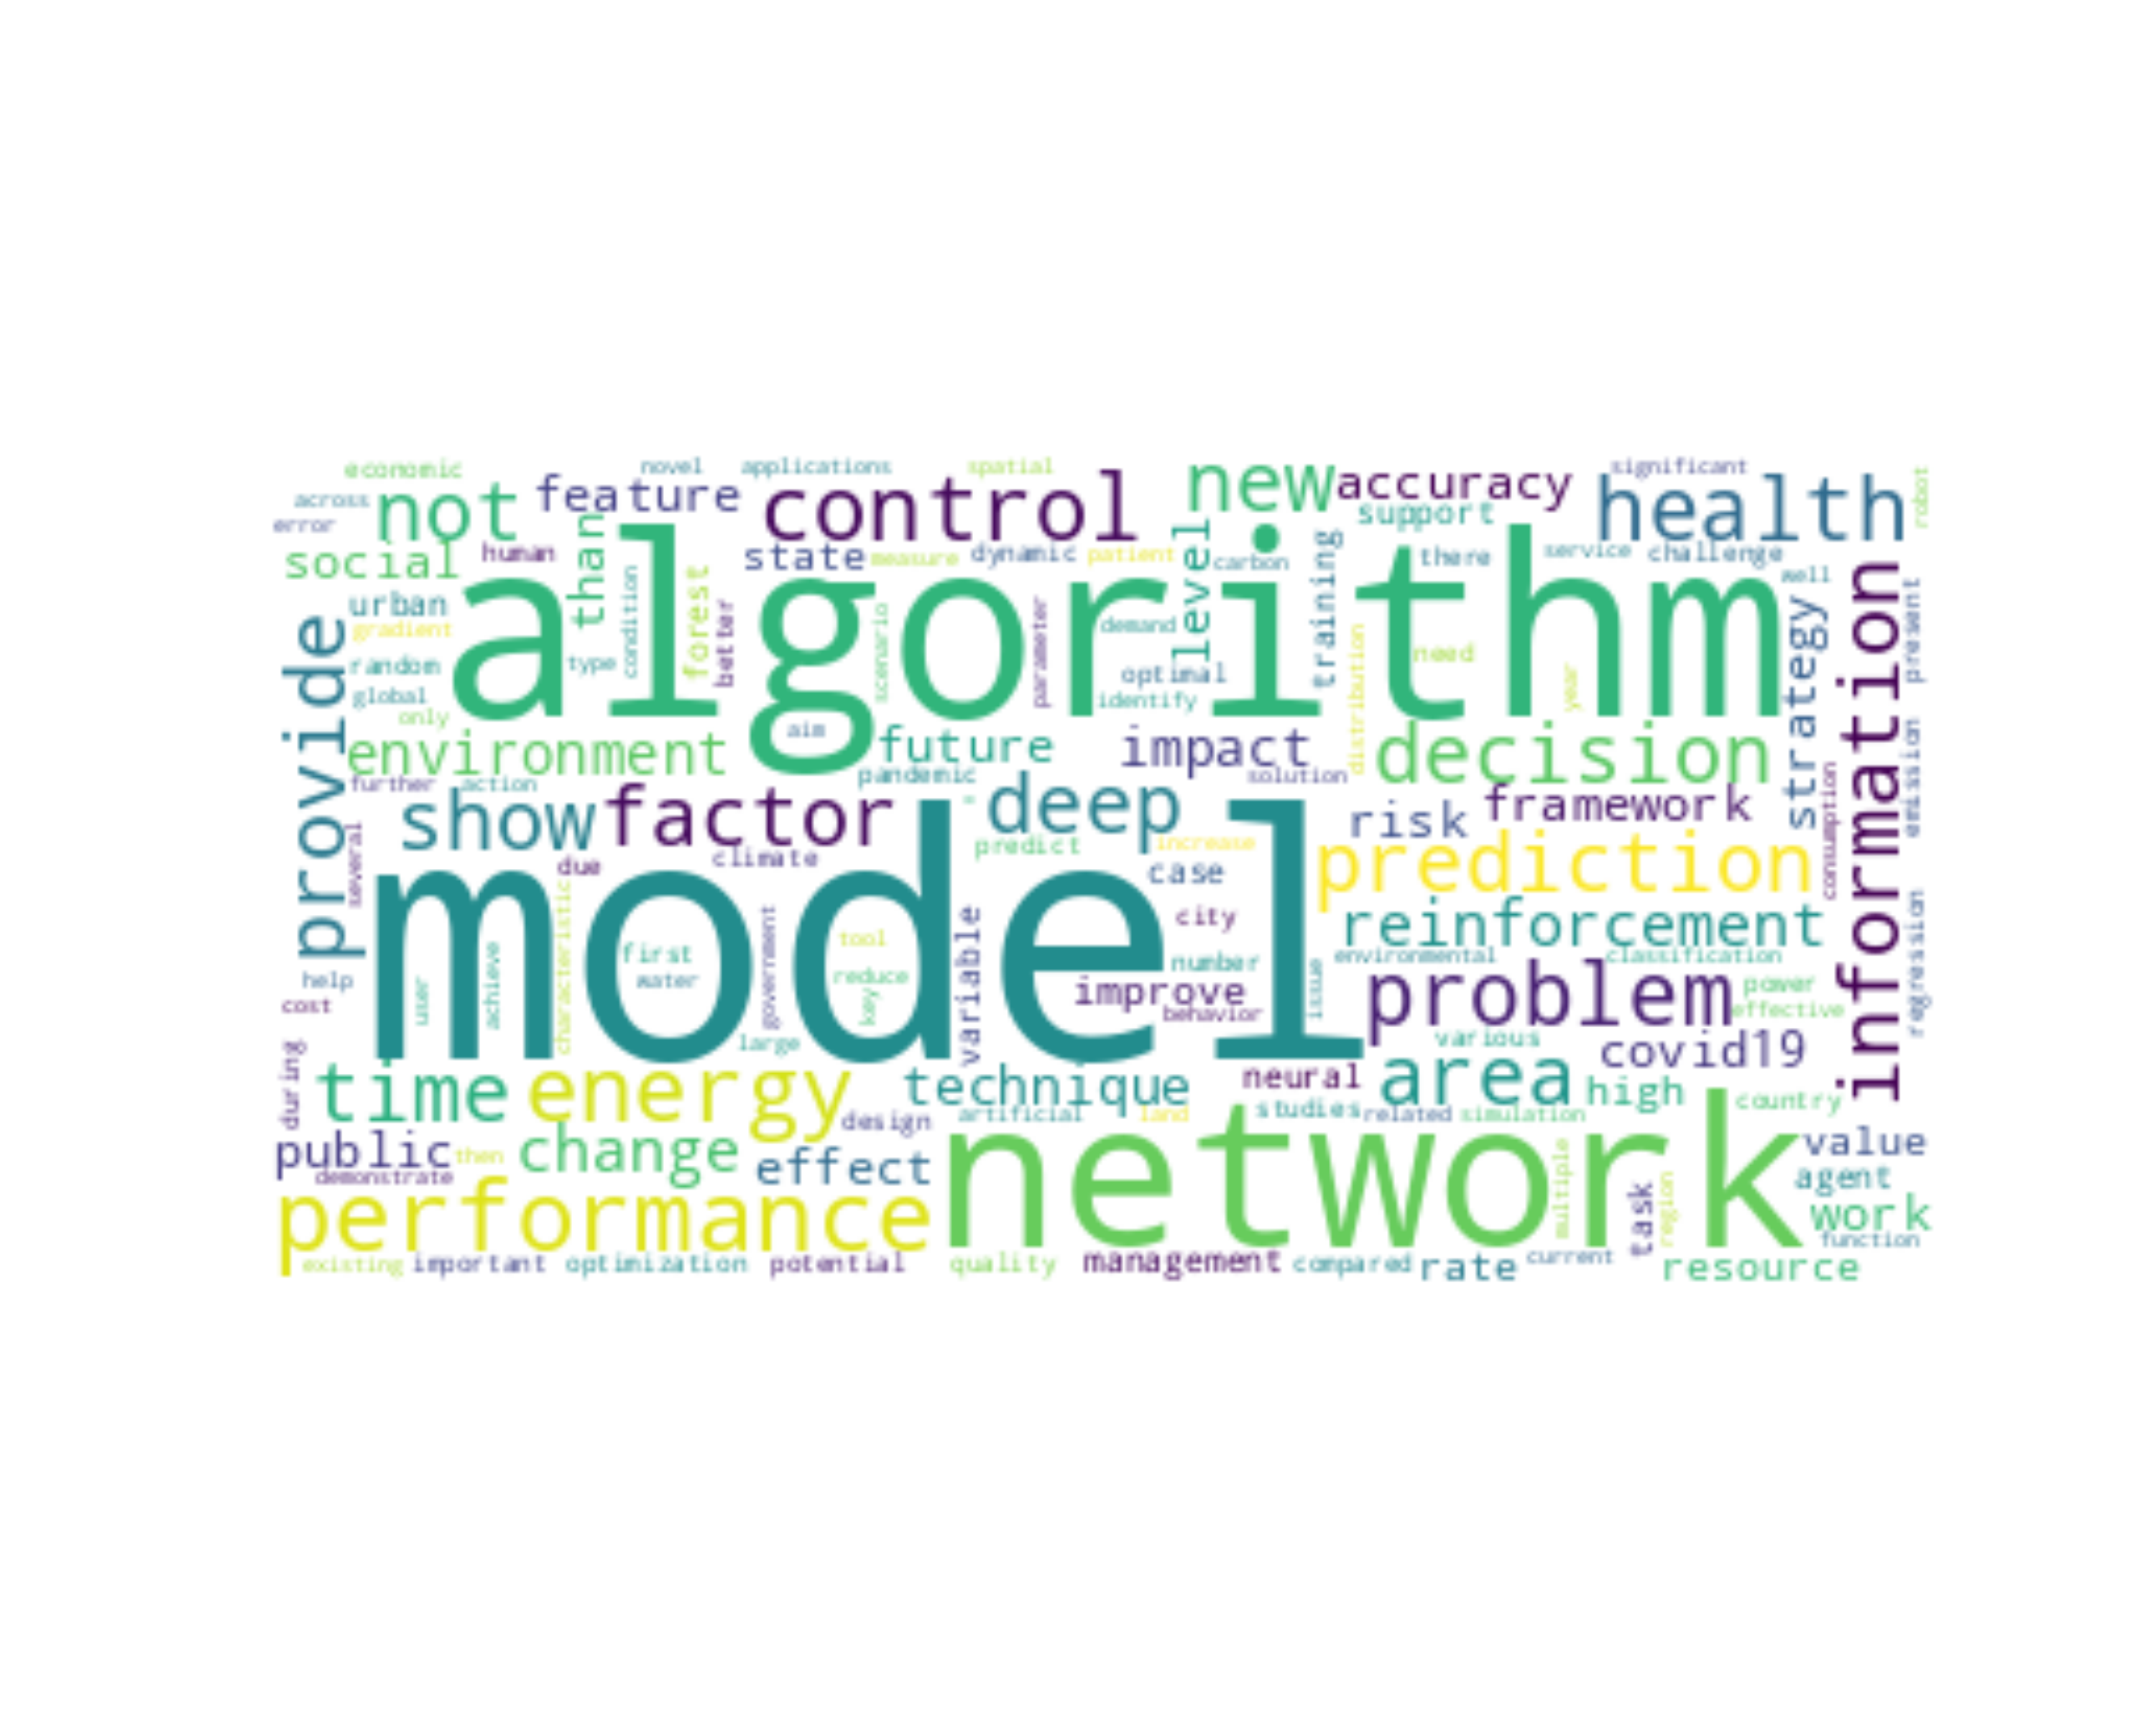 economic novel applications spatial new accuracy significant
across not feature control health robot
error support
social human than state measure dynamic patient level carbon training there service challenge well
algorithm
urban condition forest better scenario parameter demand strategy information present
gradient distribution need
random type optimal year
global identify
only
provide environment aim future impact decision
further action pandemic solution consumption emission
show factor deep risk framework
several due climate predict increase prediction
model
characteristic government variable case city reinforcement regression
first tool number environmental classification
help user achieve water reduce key improve issue problem power
cost behavior effective
large various covid19
during time energy technique neural area high
design artificial land studies related simulation country
public then change effect network multiple value
demonstrate task region agent
performance work
function
existing important optimization potential quality management compared rate current resource